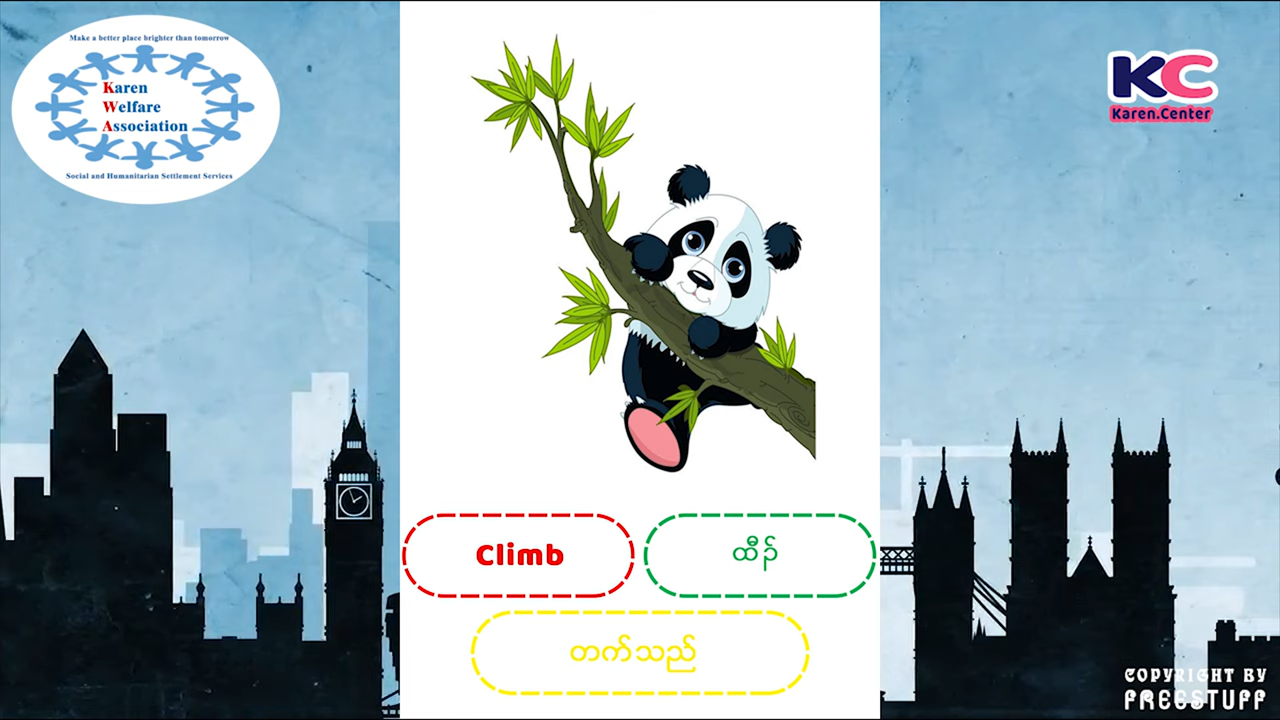 Make a better place brighter than tomorrow
Karen
Welfare
Association
Social and Humanitarian Settlement Services
KC
Karen.Center
Climb
ထီၣ်
တက်သည်
COPYRIGHT BY
FREESTUFF